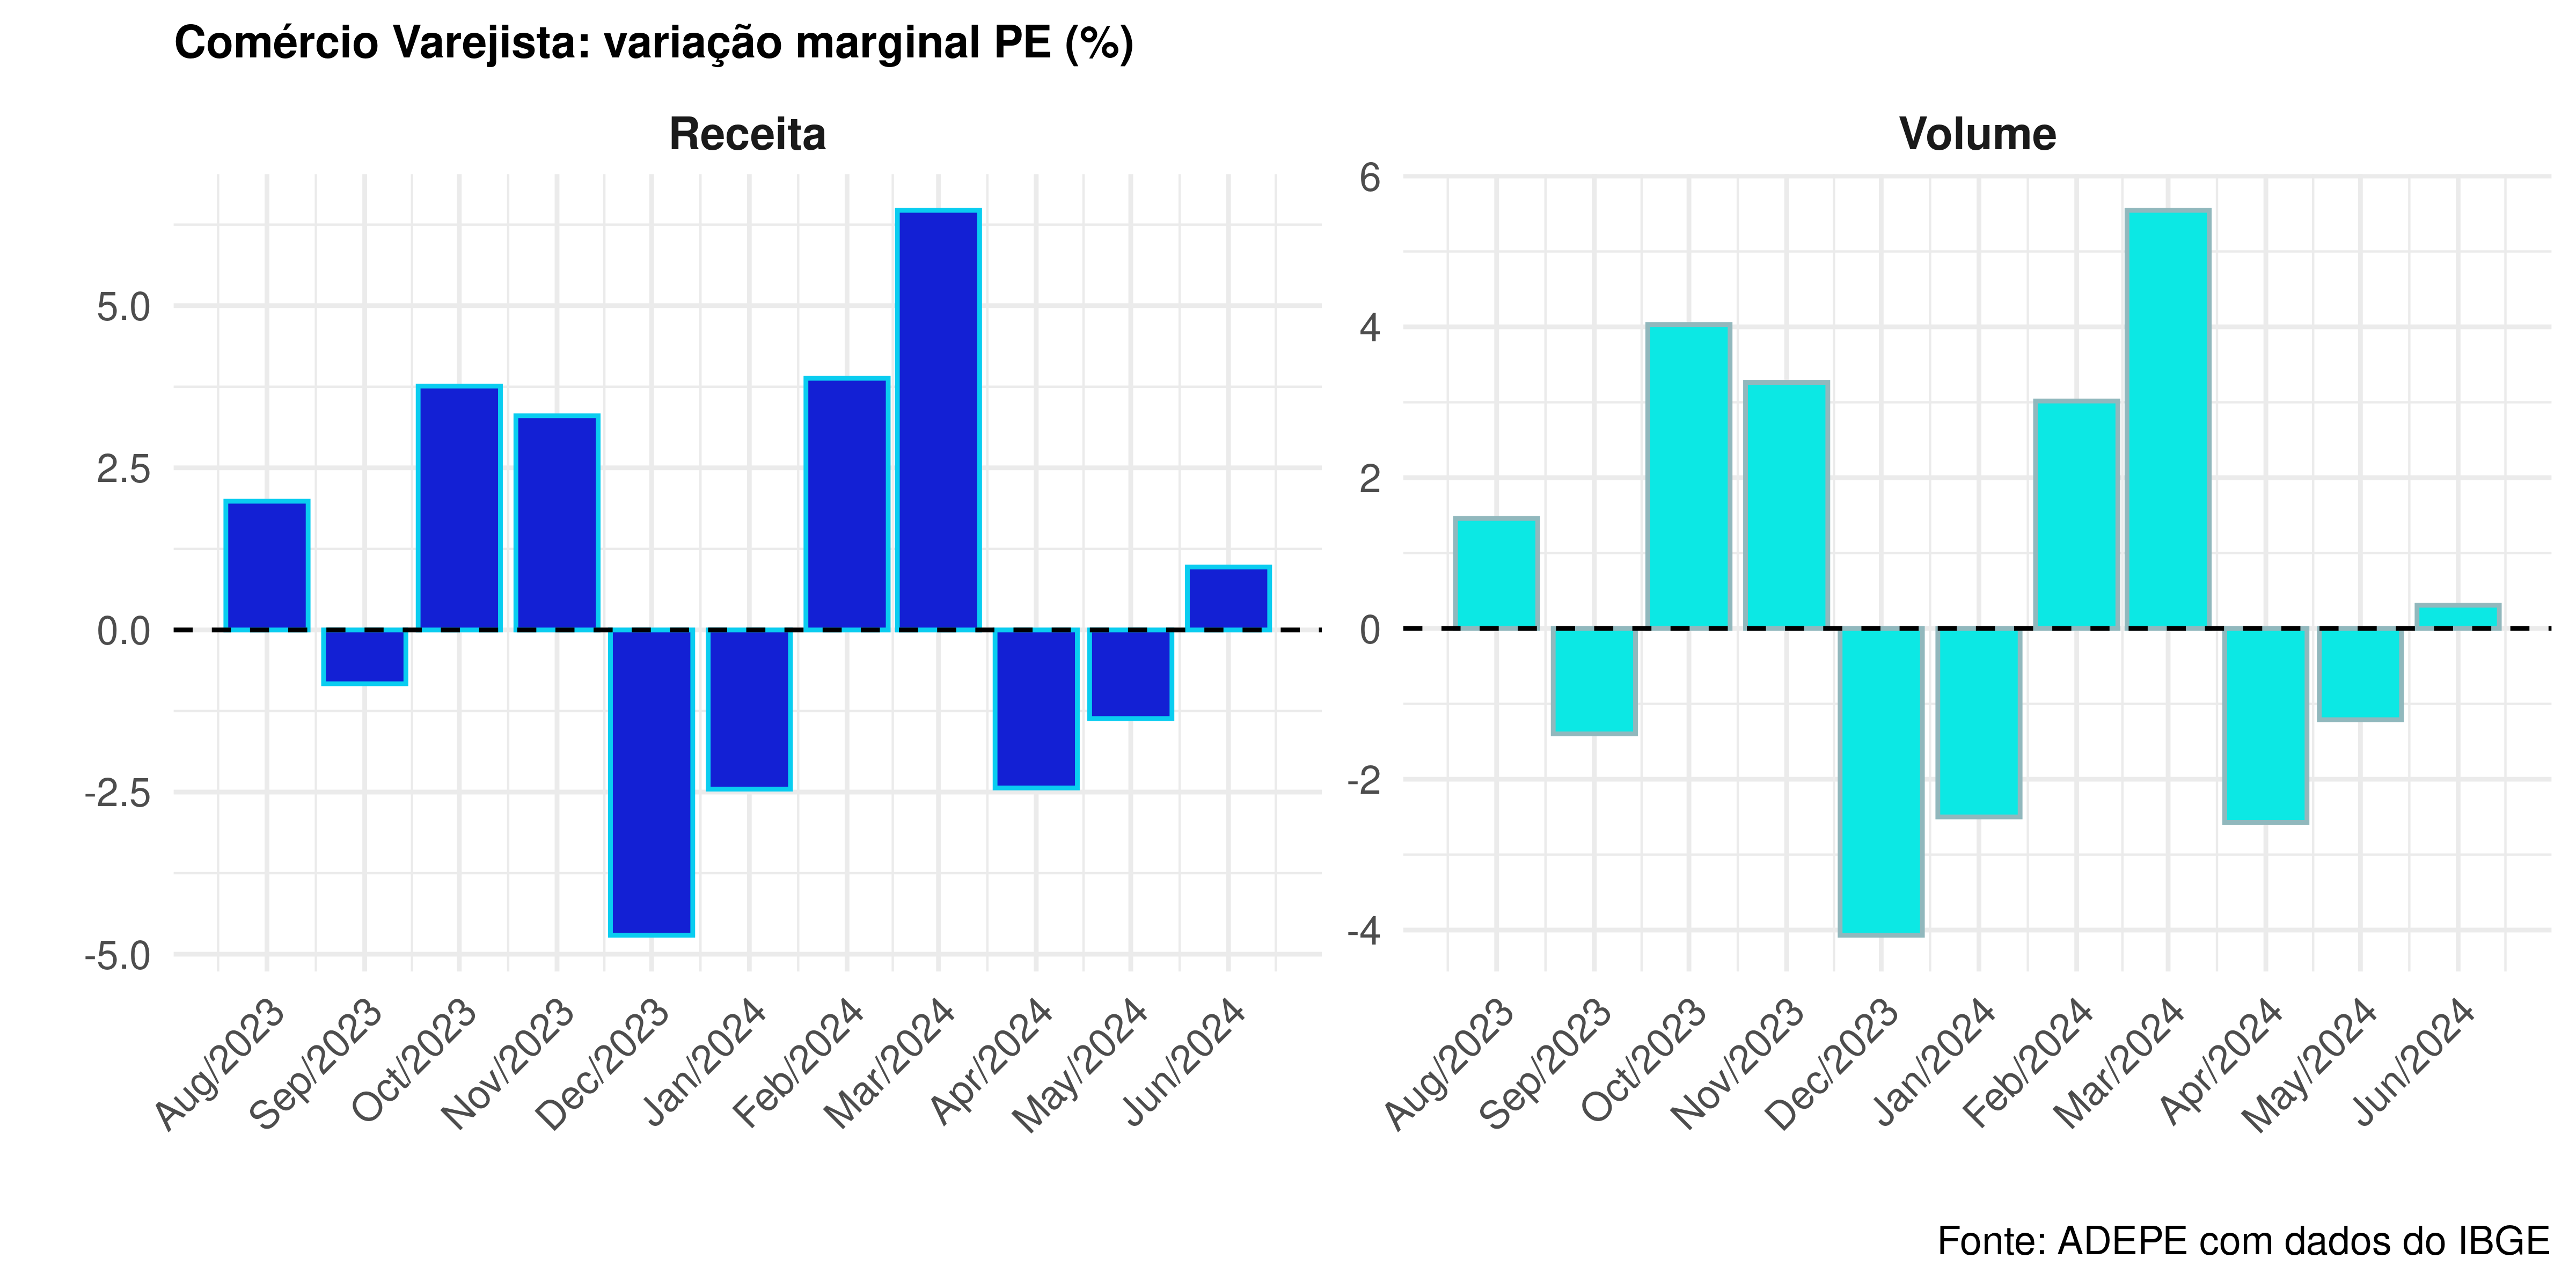 Comércio Varejista: variação marginal PE (%)
Receita
5.0
2.5
0.0
-2.5
-5.0
Aug/2023
Sep/2023
Oct/2023
Nov/2023
Dec/2023
Jan/2024
Feb/2024
Mar/2024
Apr/2024
May/2024
Jun/2024
Volume
6
4
2
0
-2
-4
Aug/2023
Sep/2023
Oct/2023
Nov/2023
Dec/2023
Jan/2024
Feb/2024
Mar/2024
Apr/2024
May/2024
Jun/2024
Fonte: ADEPE com dados do IBGE